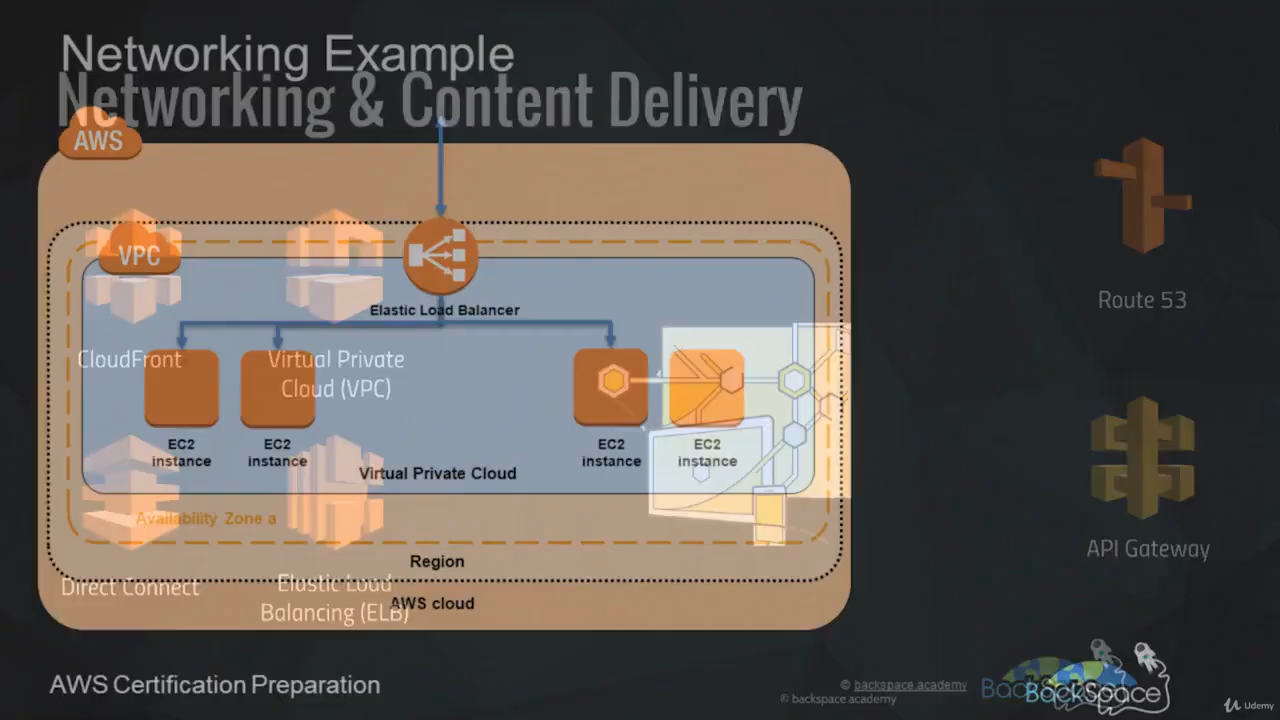 Networking Example
Networking & Content Delivery
AWS
VPC
Elastic Load Balancer
Route 53
CloudFront
Virtual Private
Cloud (VPC)
EC2
instance
EC2
instance
EC2
instance
EC2
instance
Virtual Private Cloud
Availability Zone a
Region
API Gateway
Direct Connect
Elastic Load
Balancing (ELB)
AWS cloud
AWS Certification Preparation
© backspace.academy
© backspace.academy
BackSpace
Udemy